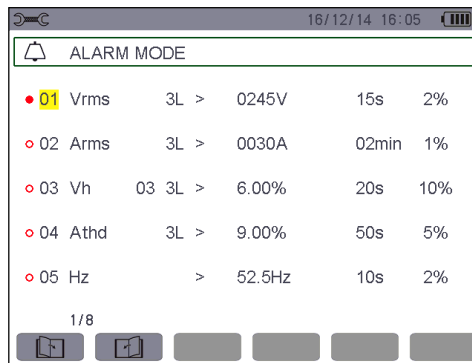 16/12/14 16:05
ALARM MODE
01 Vrms 3L > 0245V 15s 2%
02 Arms 3L > 0030A 02min 1%
03 Vh 03 3L > 6.00% 20s 10%
04 Athd 3L > 9.00% 50s 5%
05 Hz > 52.5Hz 10s 2%
1/8